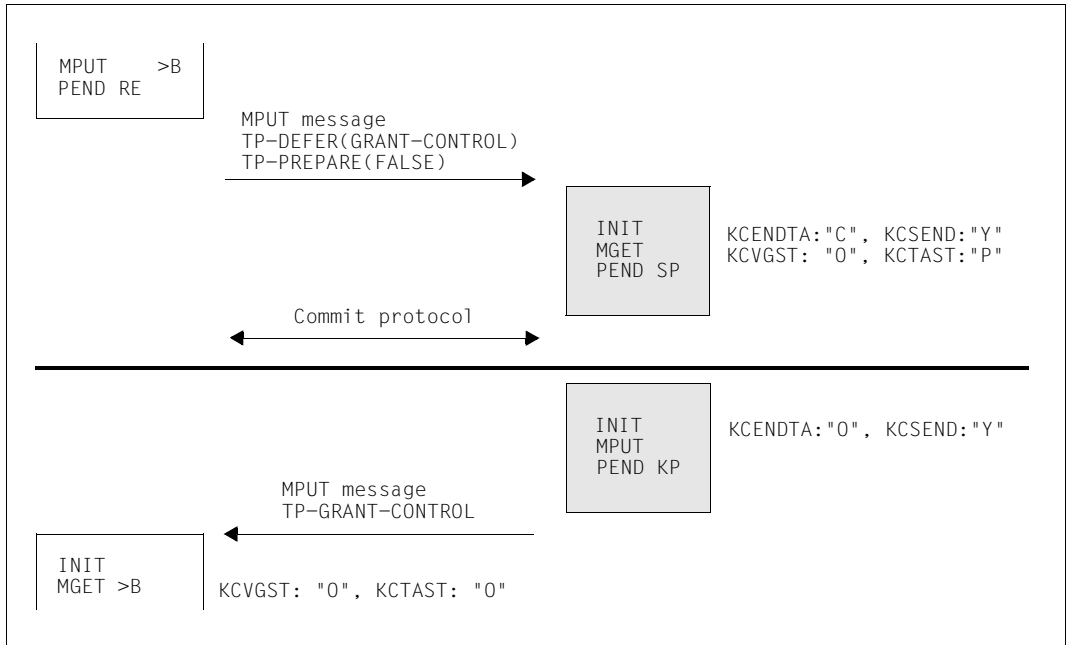 MPUT >B
PEND RE
MPUT message
TP-DEFER(GRANT-CONTROL)
TP-PREPARE(FALSE)
INIT
MGET
PEND SP
KCENDTA:"C", KCSEND:"Y"
KCVGST: "O", KCTAST:"P"
Commit protocol
INIT
MPUT
PEND KP
KCENDTA:"O", KCSEND:"Y"
MPUT message
TP-GRANT-CONTROL
INIT
MGET >B
KCVGST: "O", KCTAST: "O"